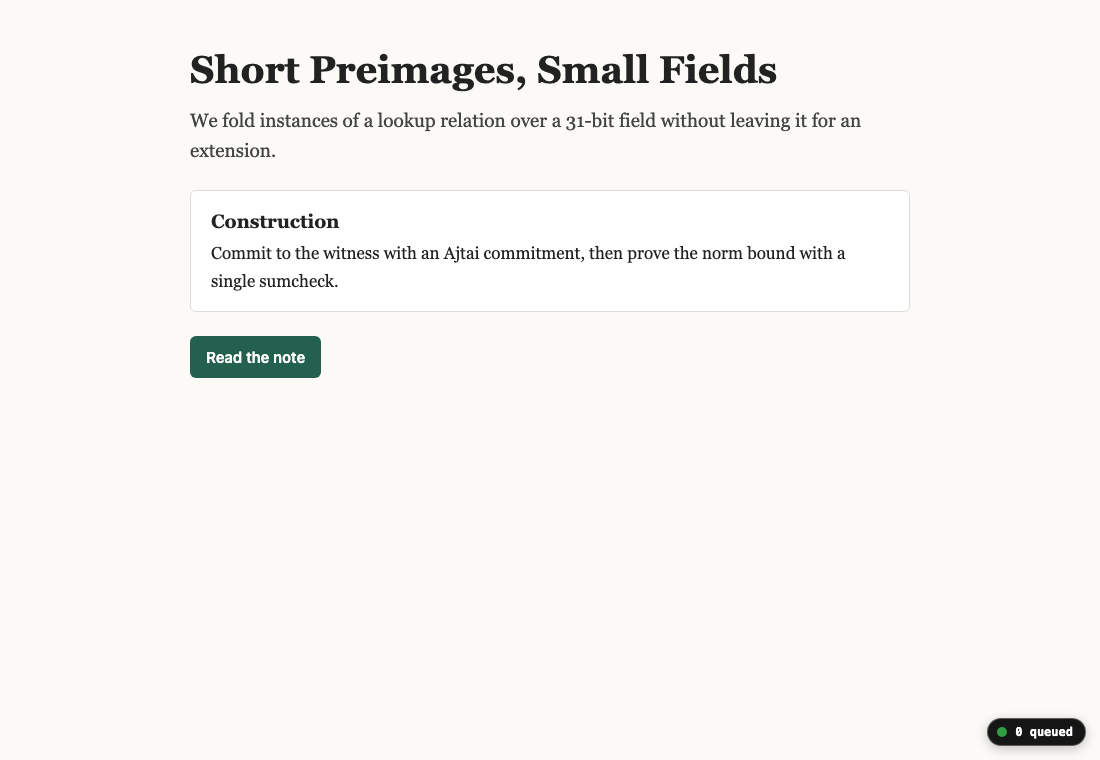 Short Preimages, Small Fields
We fold instances of a lookup relation over a 31-bit field without leaving it for an
extension.
Construction
Commit to the witness with an Ajtai commitment, then prove the norm bound with a
single sumcheck.
Read the note
0 queued